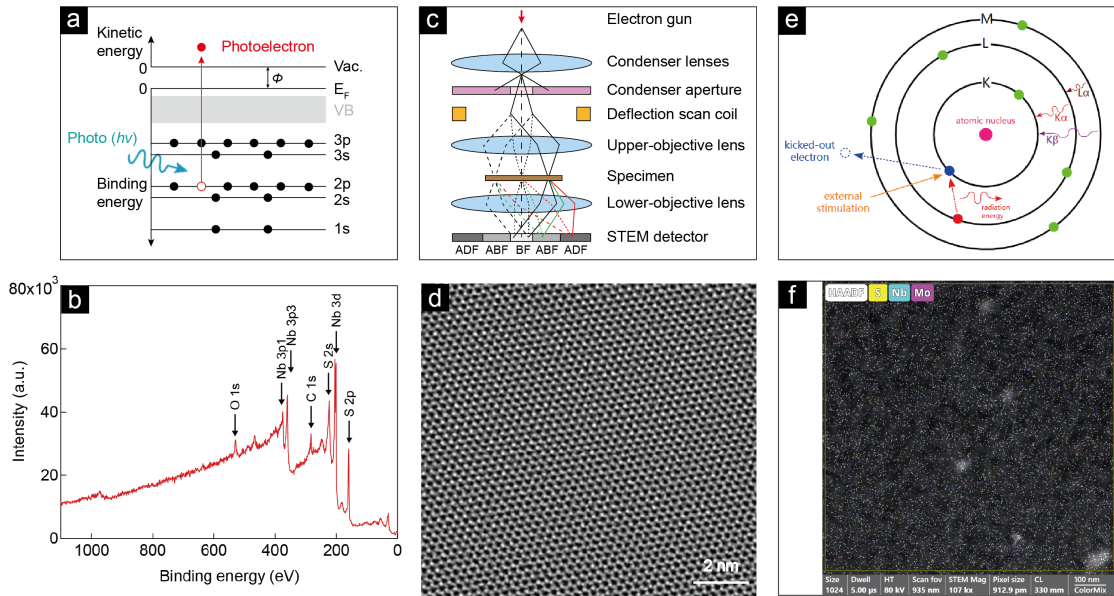 a
Kinetic energy
Photoelectron
0
Vac.
Φ
0
E_F
VB
Photo (hν)
3p
3s
Binding energy
2p
2s
1s
c
Electron gun
Condenser lenses
Condenser aperture
Deflection scan coil
Upper-objective lens
Specimen
Lower-objective lens
STEM detector
ADF ABF BF ABF ADF
e
M
L
K
Lα
Kα
Kβ
atomic nucleus
kicked-out
electron
external
stimulation
radiation
energy
b
80x10³
60
40
20
0
Intensity (a.u.)
O 1s
Nb 3p1
Nb 3p3
C 1s
S 2s
Nb 3d
S 2p
1000 800 600 400 200 0
Binding energy (eV)
d
2 nm
f
HAADF S Nb Mo
Size Dwell HT Scan fov STEM Mag Pixel size CL 100 nm
1024 5.00 µs 80 kV 935 nm 107 kx 912.9 pm 330 mm ColorMix